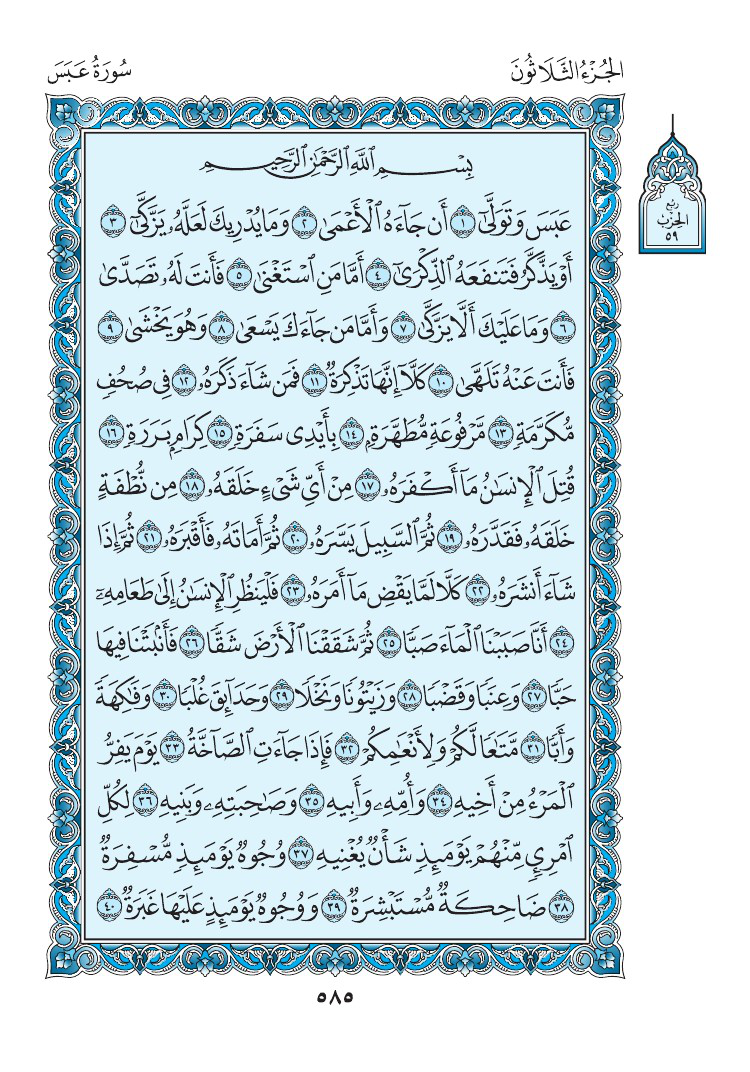 الجُزْءُ الثَّلَاثُونَ
سُورَةُ عَبَسَ
رُبع
الحِزْب
٥٩
بِسْمِ اللَّهِ الرَّحْمَٰنِ الرَّحِيمِ
عَبَسَ وَتَوَلَّىٰٓ ١ أَن جَآءَهُ ٱلْأَعْمَىٰ ٢ وَمَا يُدْرِيكَ لَعَلَّهُۥ يَزَّكَّىٰٓ ٣
أَوْ يَذَّكَّرُ فَتَنفَعَهُ ٱلذِّكْرَىٰٓ ٤ أَمَّا مَنِ ٱسْتَغْنَىٰ ٥ فَأَنتَ لَهُۥ تَصَدَّىٰ
٦ وَمَا عَلَيْكَ أَلَّا يَزَّكَّىٰ ٧ وَأَمَّا مَن جَآءَكَ يَسْعَىٰ ٨ وَهُوَ يَخْشَىٰ ٩
فَأَنتَ عَنْهُ تَلَهَّىٰ ١٠ كَلَّآ إِنَّهَا تَذْكِرَةٌ ١١ فَمَن شَآءَ ذَكَرَهُۥ ١٢ فِى صُحُفٍ
مُّكَرَّمَةٍ ١٣ مَّرْفُوعَةٍ مُّطَهَّرَةٍۭ ١٤ بِأَيْدِى سَفَرَةٍ ١٥ كِرَامٍۭ بَرَرَةٍ ١٦
قُتِلَ ٱلْإِنسَٰنُ مَآ أَكْفَرَهُۥ ١٧ مِنْ أَىِّ شَىْءٍ خَلَقَهُۥ ١٨ مِن نُّطْفَةٍ
خَلَقَهُۥ فَقَدَّرَهُۥ ١٩ ثُمَّ ٱلسَّبِيلَ يَسَّرَهُۥ ٢٠ ثُمَّ أَمَاتَهُۥ فَأَقْبَرَهُۥ ٢١ ثُمَّ إِذَا
شَآءَ أَنشَرَهُۥ ٢٢ كَلَّا لَمَّا يَقْضِ مَآ أَمَرَهُۥ ٢٣ فَلْيَنظُرِ ٱلْإِنسَٰنُ إِلَىٰ طَعَامِهِۦٓ
٢٤ أَنَّا صَبَبْنَا ٱلْمَآءَ صَبًّا ٢٥ ثُمَّ شَقَقْنَا ٱلْأَرْضَ شَقًّا ٢٦ فَأَنۢبَتْنَا فِيهَا
حَبًّا ٢٧ وَعِنَبًا وَقَضْبًا ٢٨ وَزَيْتُونًا وَنَخْلًا ٢٩ وَحَدَآئِقَ غُلْبًا ٣٠ وَفَٰكِهَةً
وَأَبًّا ٣١ مَّتَٰعًا لَّكُمْ وَلِأَنْعَٰمِكُمْ ٣٢ فَإِذَا جَآءَتِ ٱلصَّآخَّةُ ٣٣ يَوْمَ يَفِرُّ
ٱلْمَرْءُ مِنْ أَخِيهِ ٣٤ وَأُمِّهِۦ وَأَبِيهِ ٣٥ وَصَٰحِبَتِهِۦ وَبَنِيهِ ٣٦ لِكُلِّ
ٱمْرِئٍ مِّنْهُمْ يَوْمَئِذٍ شَأْنٌ يُغْنِيهِ ٣٧ وُجُوهٌ يَوْمَئِذٍ مُّسْفِرَةٌ
٣٨ ضَاحِكَةٌ مُّسْتَبْشِرَةٌ ٣٩ وَوُجُوهٌ يَوْمَئِذٍ عَلَيْهَا غَبَرَةٌ ٤٠
٥٨٥